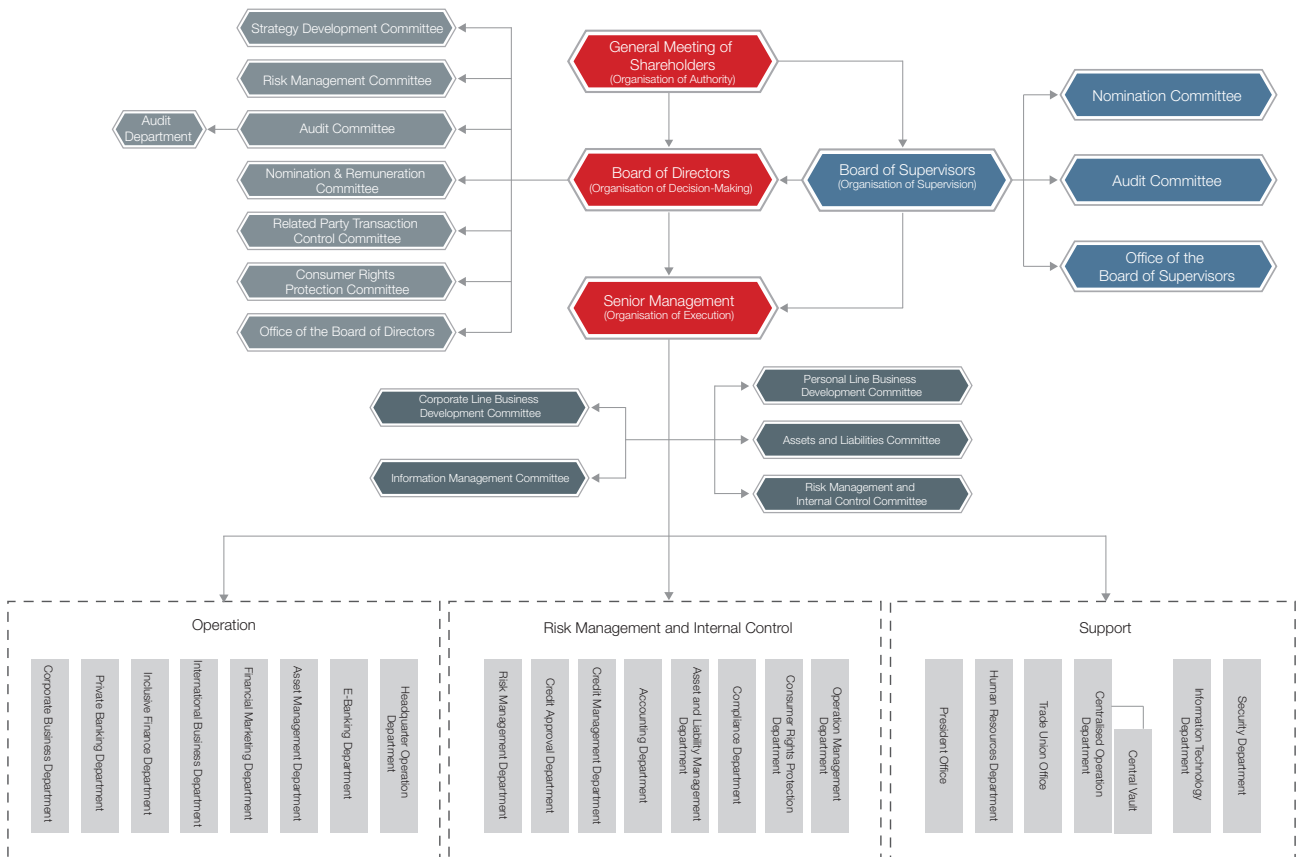 Strategy Development Committee
Risk Management Committee
Audit
Department
Audit Committee
Nomination & Remuneration
Committee
Related Party Transaction
Control Committee
Consumer Rights
Protection Committee
Office of the Board of Directors
General Meeting of
Shareholders
(Organisation of Authority)
Board of Directors
(Organisation of Decision-Making)
Board of Supervisors
(Organisation of Supervision)
Nomination Committee
Audit Committee
Office of the
Board of Supervisors
Senior Management
(Organisation of Execution)
Corporate Line Business
Development Committee
Information Management Committee
Personal Line Business
Development Committee
Assets and Liabilities Committee
Risk Management and
Internal Control Committee
Operation
Corporate Business Department
Private Banking Department
Inclusive Finance Department
International Business Department
Financial Marketing Department
Asset Management Department
E-Banking Department
Headquarter Operation
Department
Risk Management and Internal Control
Risk Management Department
Credit Approval Department
Credit Management Department
Accounting Department
Asset and Liability Management
Department
Compliance Department
Consumer Rights Protection
Department
Operation Management
Department
Support
President Office
Human Resources Department
Trade Union Office
Centralised Operation
Department
Central Vault
Information Technology
Department
Security Department